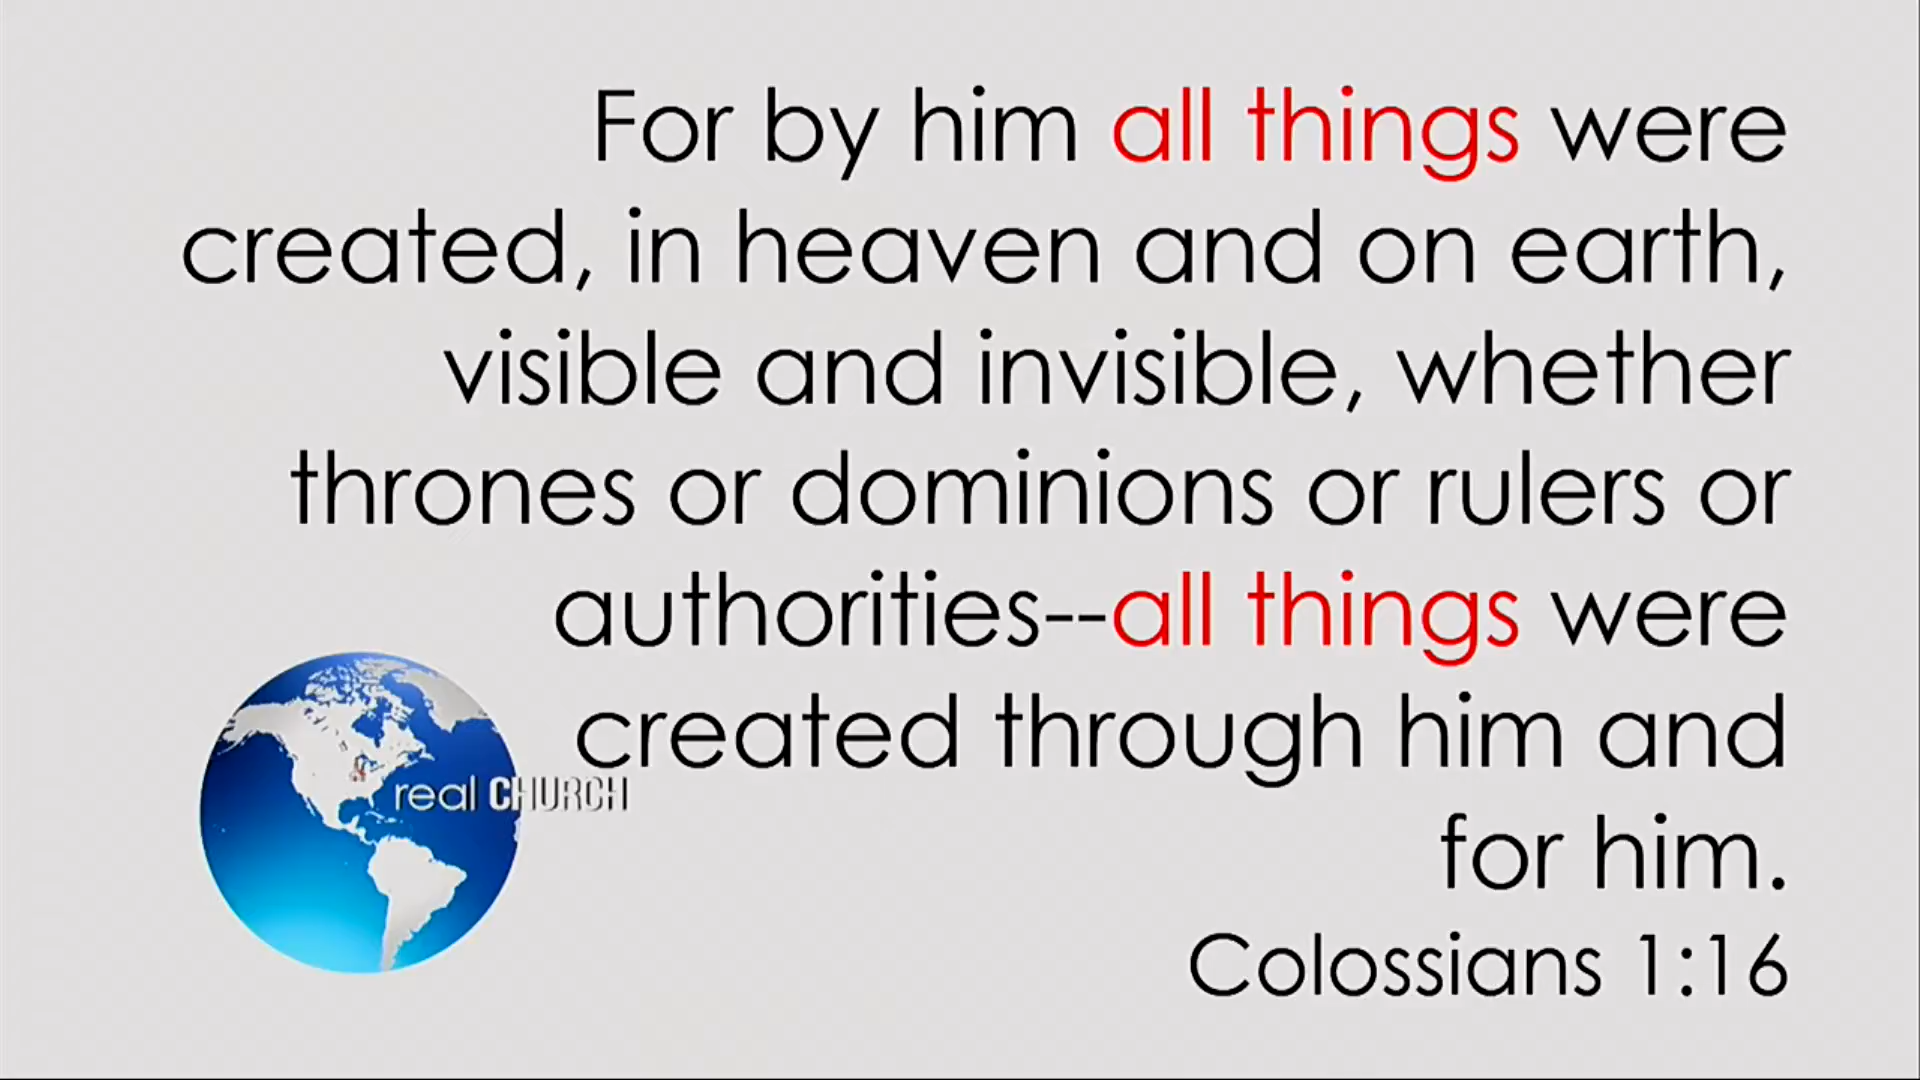 For by him all things were
created, in heaven and on earth,
visible and invisible, whether
thrones or dominions or rulers or
authorities--all things were
created through him and
for him.
Colossians 1:16
real CHURCH